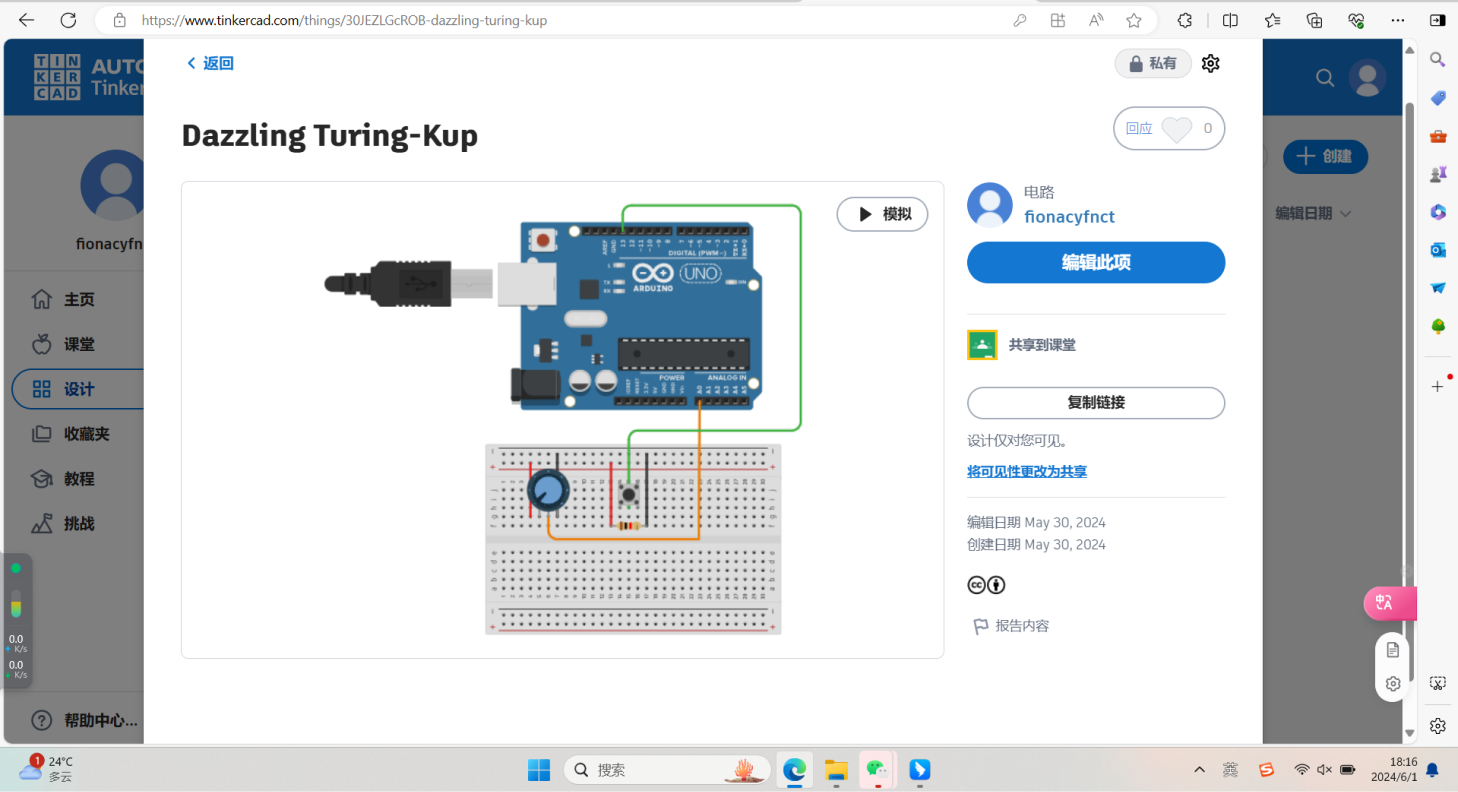 https://www.tinkercad.com/things/30JEZLGcROB-dazzling-turing-kup
TIN
KER
CAD
AUTO
Tinker
返回
私有
Dazzling Turing-Kup
回应 0
模拟
电路
fionacyfnct
编辑此项
共享到课堂
复制链接
设计仅对您可见。
将可见性更改为共享
编辑日期 May 30, 2024
创建日期 May 30, 2024
报告内容
创建
编辑日期
fionacyfn
主页
课堂
设计
收藏夹
教程
挑战
帮助中心...
0.0
K/s
0.0
K/s
DIGITAL (PWM~)
UNO
ARDUINO
TX
RX
ON
POWER
ANALOG IN
1
24°C
多云
搜索
英
18:16
2024/6/1